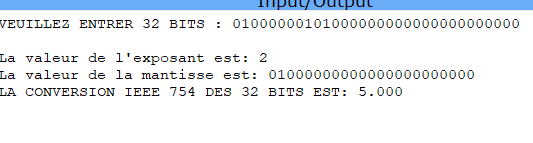 Input/Output
VEUILLEZ ENTRER 32 BITS : 01000000101000000000000000000000
La valeur de l'exposant est: 2
La valeur de la mantisse est: 01000000000000000000000
LA CONVERSION IEEE 754 DES 32 BITS EST: 5.000